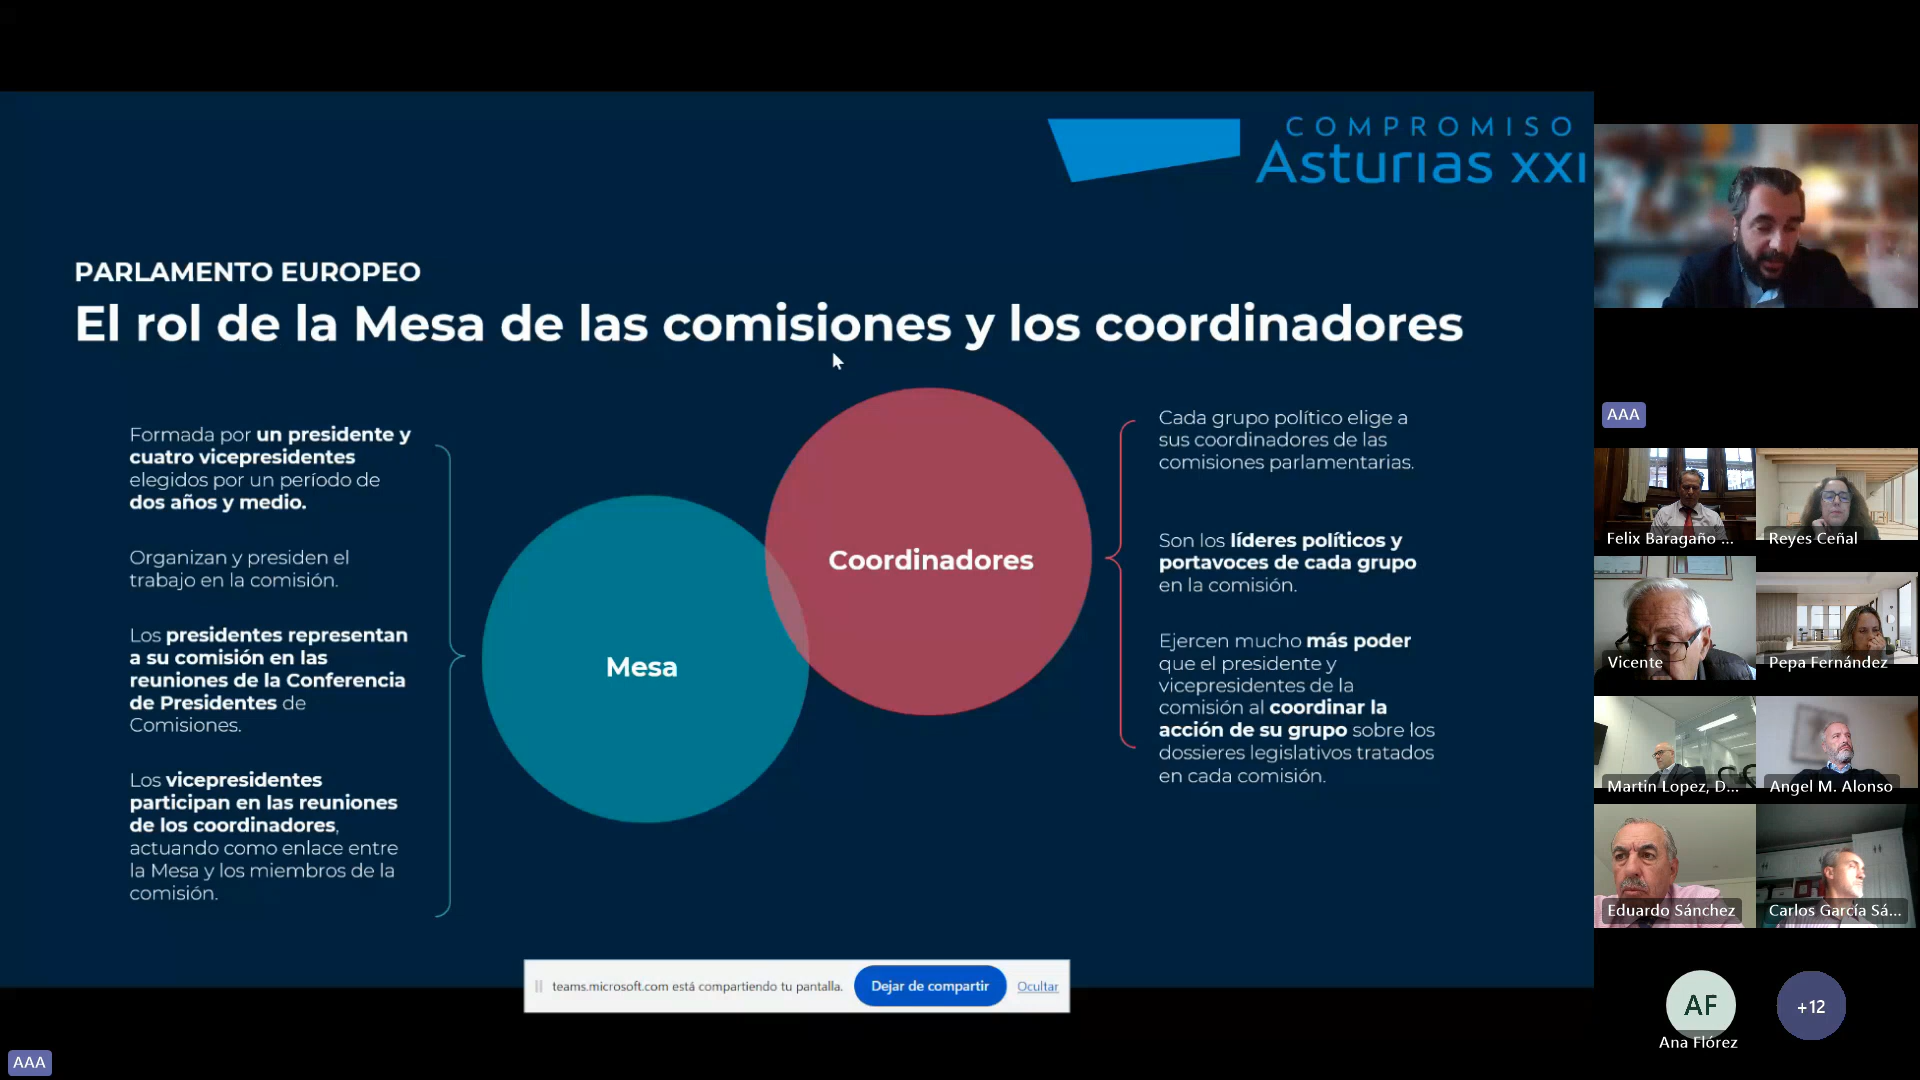 COMPROMISO
Asturias XXI
PARLAMENTO EUROPEO
El rol de la Mesa de las comisiones y los coordinadores
Formada por un presidente y
cuatro vicepresidentes
elegidos por un período de
dos años y medio.
Organizan y presiden el
trabajo en la comisión.
Los presidentes representan
a su comisión en las
reuniones de la Conferencia
de Presidentes de
Comisiones.
Los vicepresidentes
participan en las reuniones
de los coordinadores,
actuando como enlace entre
la Mesa y los miembros de la
comisión.
Mesa
Coordinadores
Cada grupo político elige a
sus coordinadores de las
comisiones parlamentarias.
Son los líderes políticos y
portavoces de cada grupo
en la comisión.
Ejercen mucho más poder
que el presidente y
vicepresidentes de la
comisión al coordinar la
acción de su grupo sobre los
dossieres legislativos tratados
en cada comisión.
teams.microsoft.com está compartiendo tu pantalla.
Dejar de compartir
Ocultar
AAA
AAA
Felix Baragaño ...
Reyes Ceñal
Vicente
Pepa Fernández
Martin Lopez, D...
Angel M. Alonso
Eduardo Sánchez
Carlos García Sá...
AF
Ana Flórez
+12